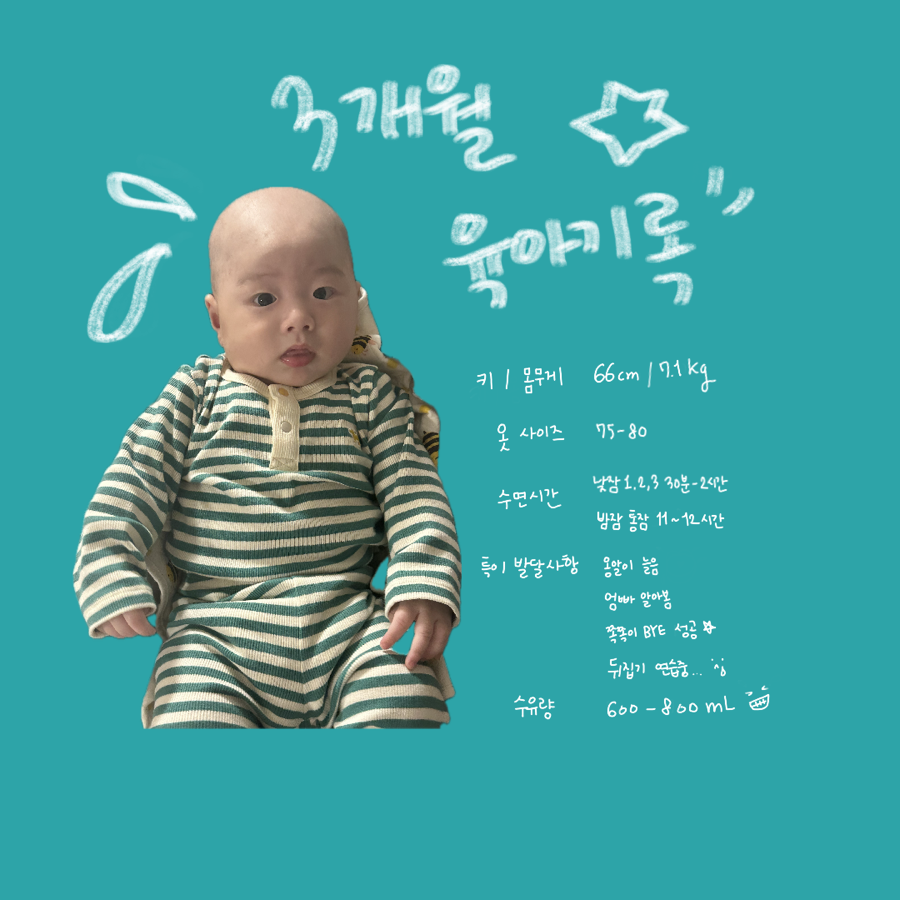 3개월
육아기록
키 / 몸무게 66cm / 7.1kg
옷 사이즈 75-80
수면시간 낮잠 1,2,3 30분-2시간
밤잠 통잠 11~12시간
특이 발달사항 옹알이 늘음
엄빠 알아봄
쪽쪽이 BYE 성공
뒤집기 연습중...
수유량 600-800mL